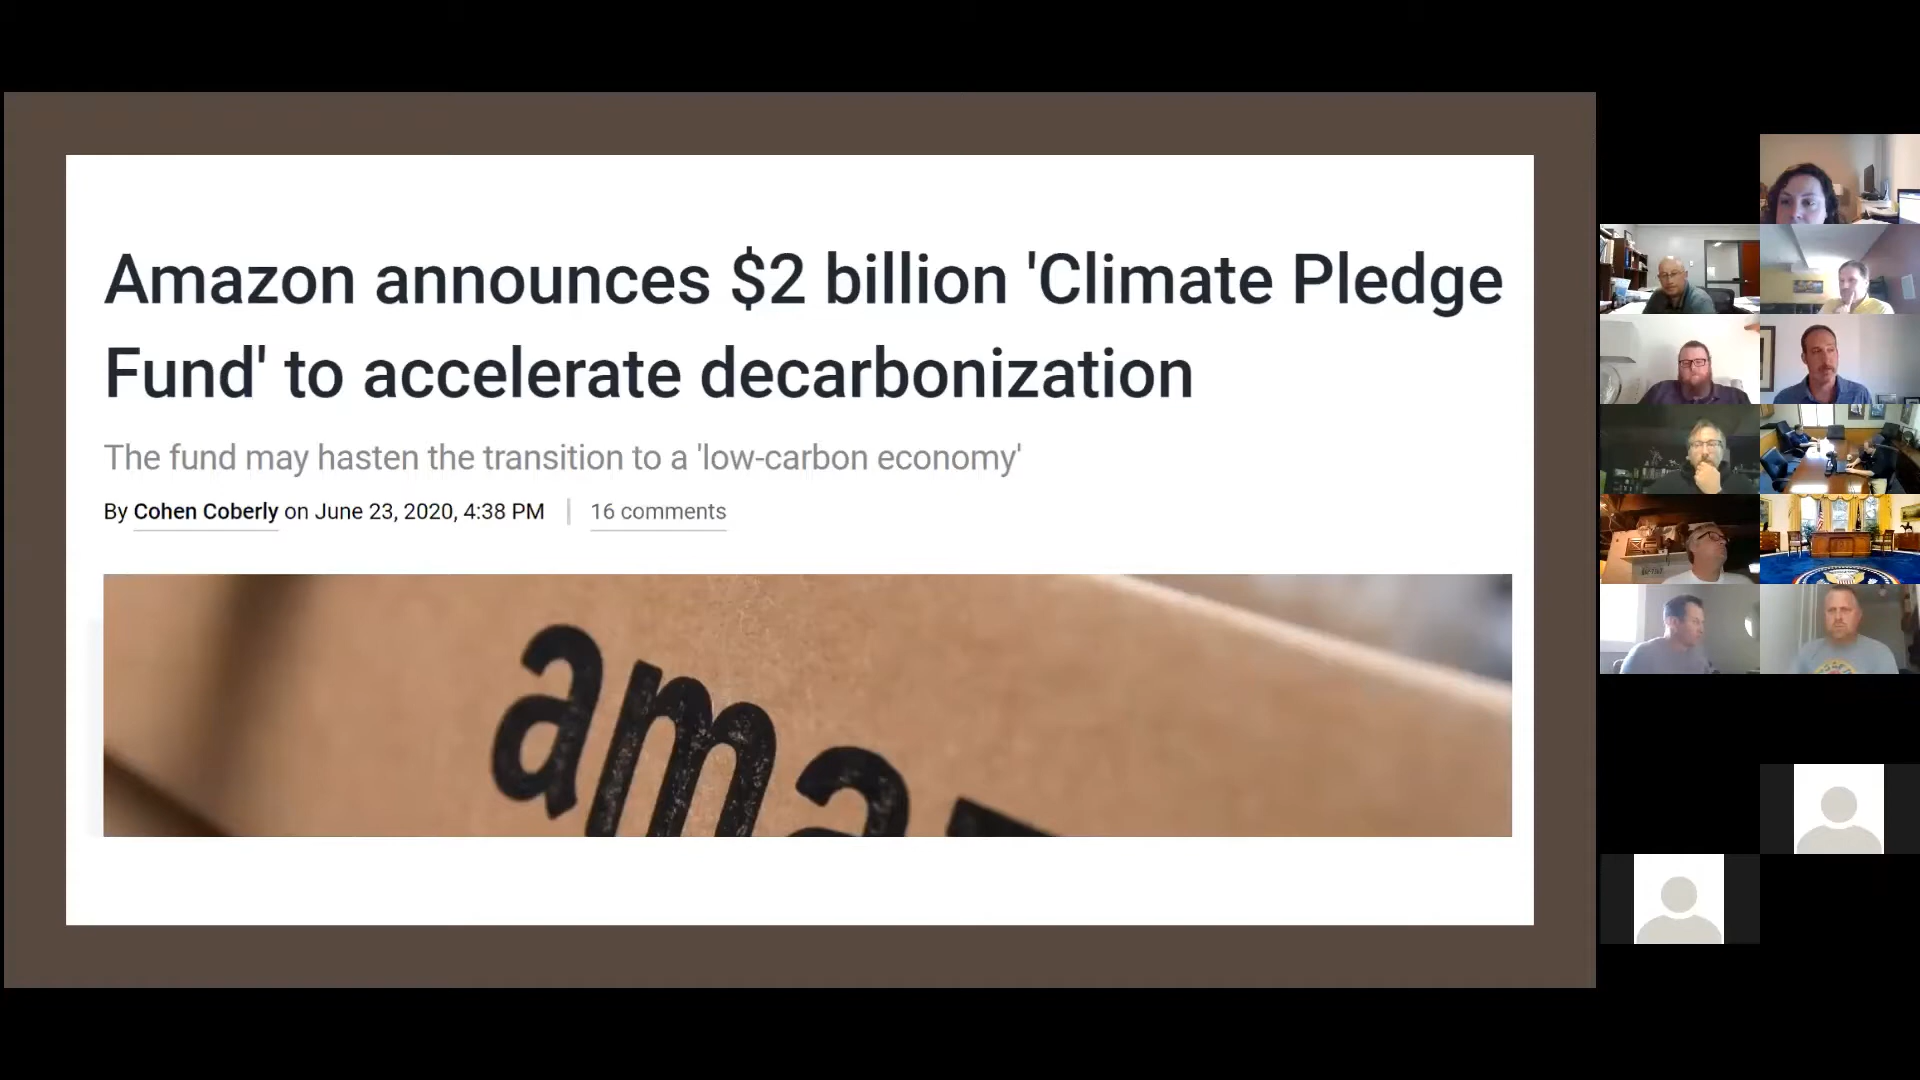 Amazon announces $2 billion 'Climate Pledge
Fund' to accelerate decarbonization
The fund may hasten the transition to a 'low-carbon economy'
By Cohen Coberly on June 23, 2020, 4:38 PM | 16 comments
ama